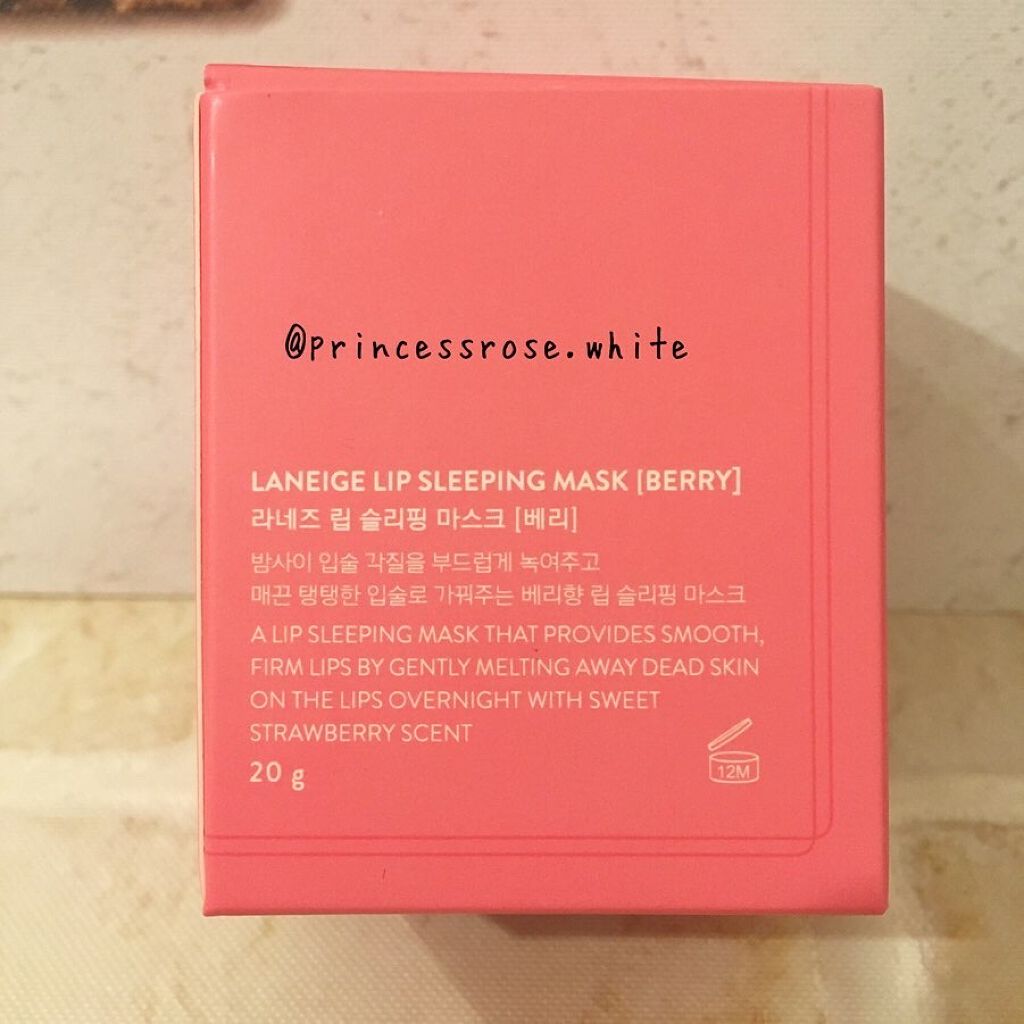 @princessrose.white
LANEIGE LIP SLEEPING MASK [BERRY]
라네즈 립 슬리핑 마스크 [베리]
밤사이 입술 각질을 부드럽게 녹여주고
매끈 탱탱한 입술로 가꿔주는 베리향 립 슬리핑 마스크
A LIP SLEEPING MASK THAT PROVIDES SMOOTH,
FIRM LIPS BY GENTLY MELTING AWAY DEAD SKIN
ON THE LIPS OVERNIGHT WITH SWEET
STRAWBERRY SCENT
20 g
12M